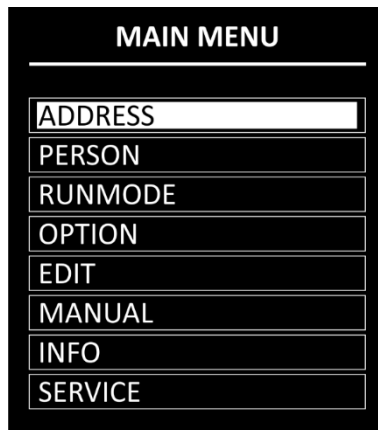 MAIN MENU
ADDRESS
PERSON
RUNMODE
OPTION
EDIT
MANUAL
INFO
SERVICE